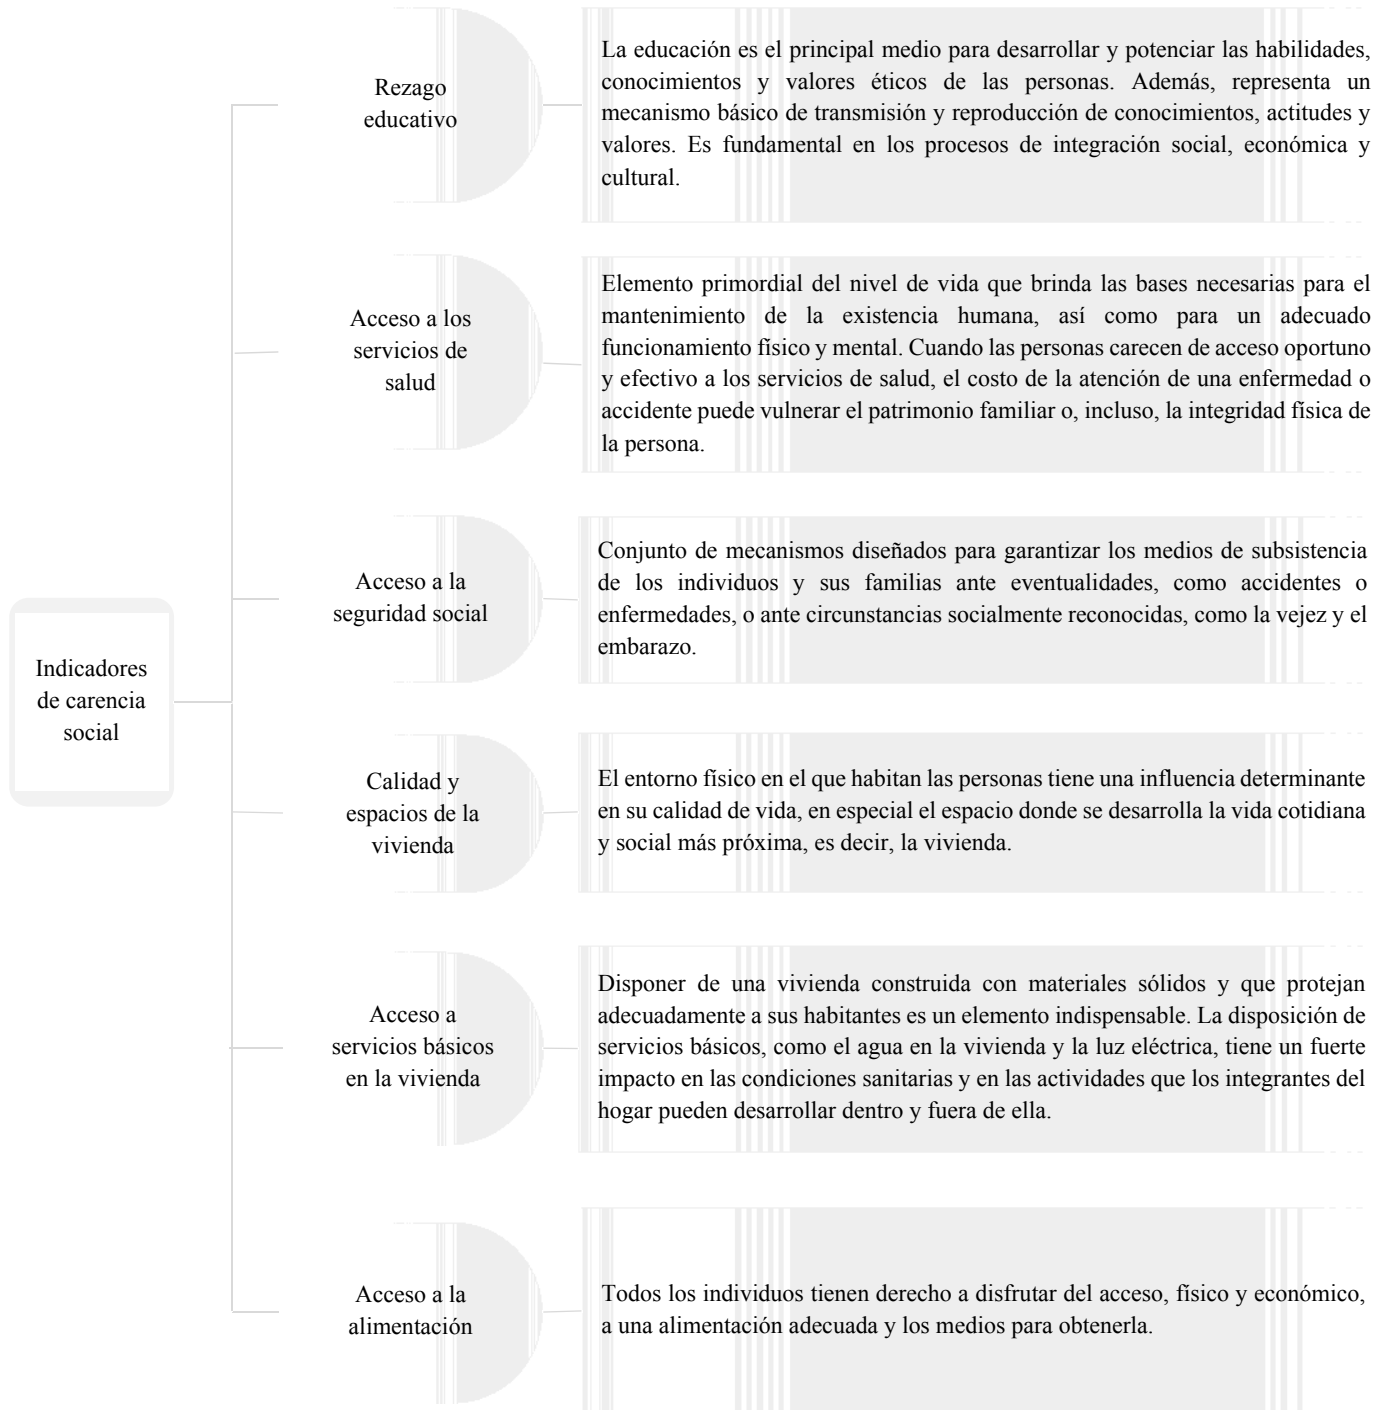 Indicadores
de carencia
social
Rezago
educativo
La educación es el principal medio para desarrollar y potenciar las habilidades,
conocimientos y valores éticos de las personas. Además, representa un
mecanismo básico de transmisión y reproducción de conocimientos, actitudes y
valores. Es fundamental en los procesos de integración social, económica y
cultural.
Acceso a los
servicios de
salud
Elemento primordial del nivel de vida que brinda las bases necesarias para el
mantenimiento de la existencia humana, así como para un adecuado
funcionamiento físico y mental. Cuando las personas carecen de acceso oportuno
y efectivo a los servicios de salud, el costo de la atención de una enfermedad o
accidente puede vulnerar el patrimonio familiar o, incluso, la integridad física de
la persona.
Acceso a la
seguridad social
Conjunto de mecanismos diseñados para garantizar los medios de subsistencia
de los individuos y sus familias ante eventualidades, como accidentes o
enfermedades, o ante circunstancias socialmente reconocidas, como la vejez y el
embarazo.
Calidad y
espacios de la
vivienda
El entorno físico en el que habitan las personas tiene una influencia determinante
en su calidad de vida, en especial el espacio donde se desarrolla la vida cotidiana
y social más próxima, es decir, la vivienda.
Acceso a
servicios básicos
en la vivienda
Disponer de una vivienda construida con materiales sólidos y que protejan
adecuadamente a sus habitantes es un elemento indispensable. La disposición de
servicios básicos, como el agua en la vivienda y la luz eléctrica, tiene un fuerte
impacto en las condiciones sanitarias y en las actividades que los integrantes del
hogar pueden desarrollar dentro y fuera de ella.
Acceso a la
alimentación
Todos los individuos tienen derecho a disfrutar del acceso, físico y económico,
a una alimentación adecuada y los medios para obtenerla.